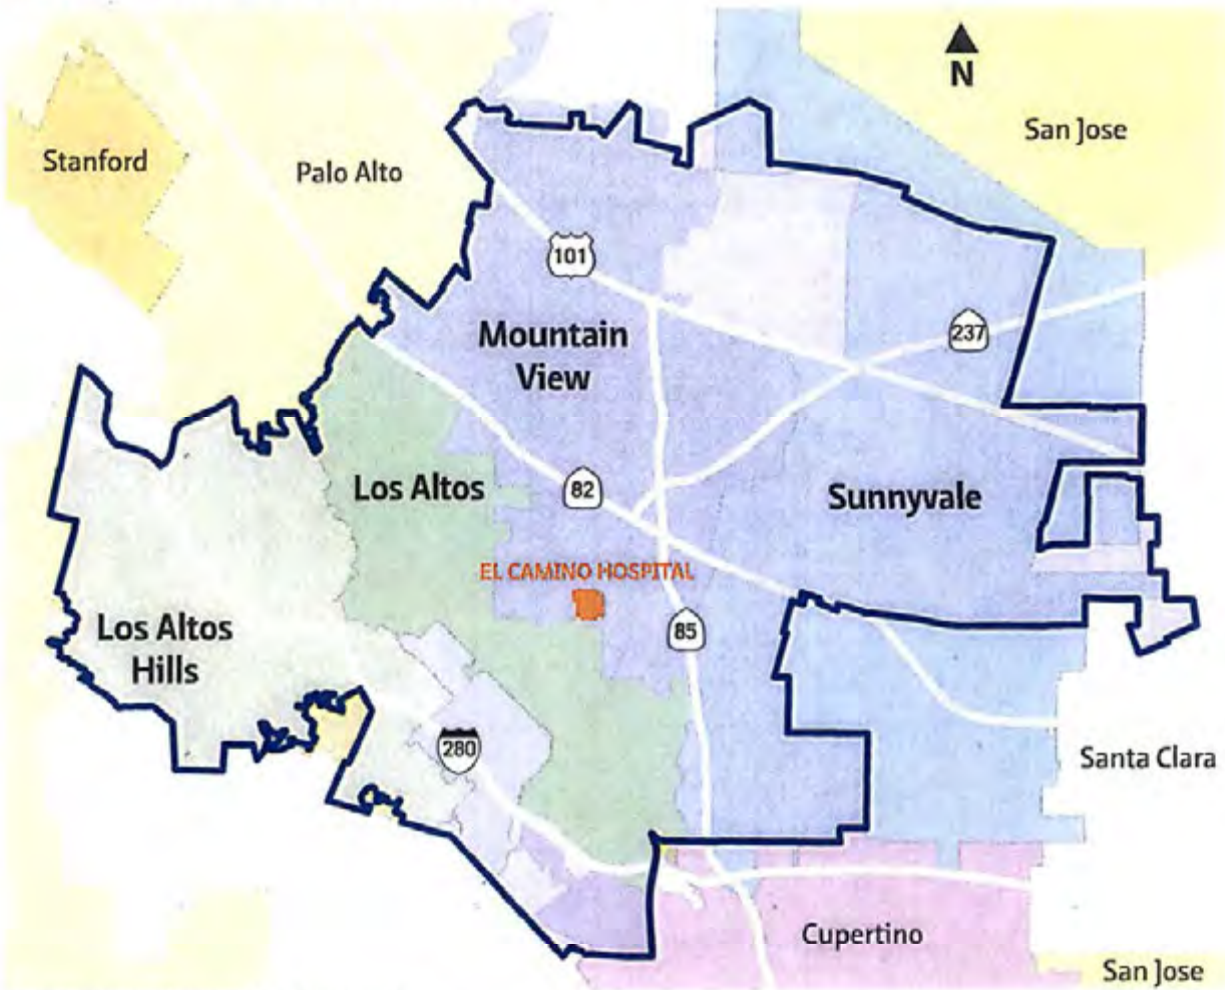 N
San Jose
Stanford
Palo Alto
101
Mountain
View
237
Los Altos
82
Sunnyvale
EL CAMINO HOSPITAL
85
Los Altos
Hills
280
Santa Clara
Cupertino
San Jose